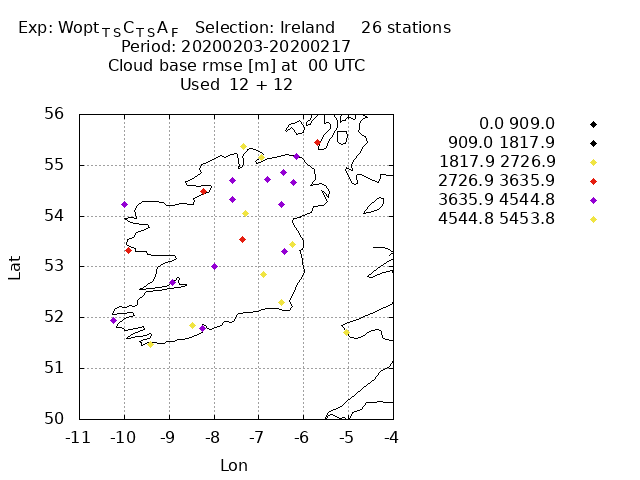 Exp: Wopt_TS C_TS A_F Selection: Ireland 26 stations
Period: 20200203-20200217
Cloud base rmse [m] at 00 UTC
Used 12 + 12
0.0 909.0
909.0 1817.9
1817.9 2726.9
2726.9 3635.9
3635.9 4544.8
4544.8 5453.8
56
55
54
53
52
51
50
Lat
-11 -10 -9 -8 -7 -6 -5 -4
Lon